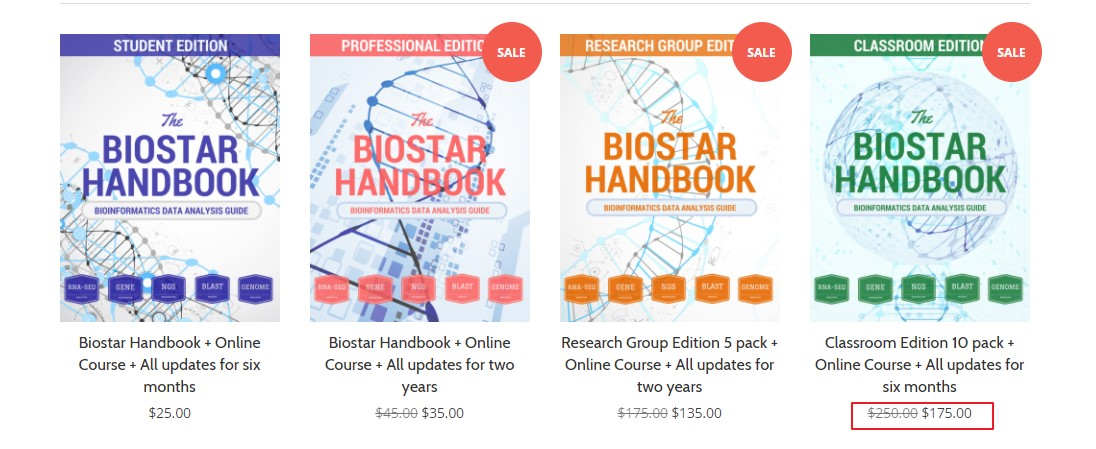 STUDENT EDITION
The
BIOSTAR
HANDBOOK
BIOINFORMATICS DATA ANALYSIS GUIDE
RNA-SEQ GENE NGS BLAST GENOME
Biostar Handbook + Online
Course + All updates for six
months
$25.00
PROFESSIONAL EDITIO
SALE
The
BIOSTAR
HANDBOOK
BIOINFORMATICS DATA ANALYSIS GUIDE
RNA-SEQ GENE NGS BLAST GENOME
Biostar Handbook + Online
Course + All updates for two
years
$45.00 $35.00
RESEARCH GROUP EDIT
SALE
The
BIOSTAR
HANDBOOK
BIOINFORMATICS DATA ANALYSIS GUIDE
RNA-SEQ GENE NGS BLAST GENOME
Research Group Edition 5 pack +
Online Course + All updates for
two years
$175.00 $135.00
CLASSROOM EDITION
SALE
The
BIOSTAR
HANDBOOK
BIOINFORMATICS DATA ANALYSIS GUIDE
RNA-SEQ GENE NGS BLAST GENOME
Classroom Edition 10 pack +
Online Course + All updates for
six months
$250.00 $175.00